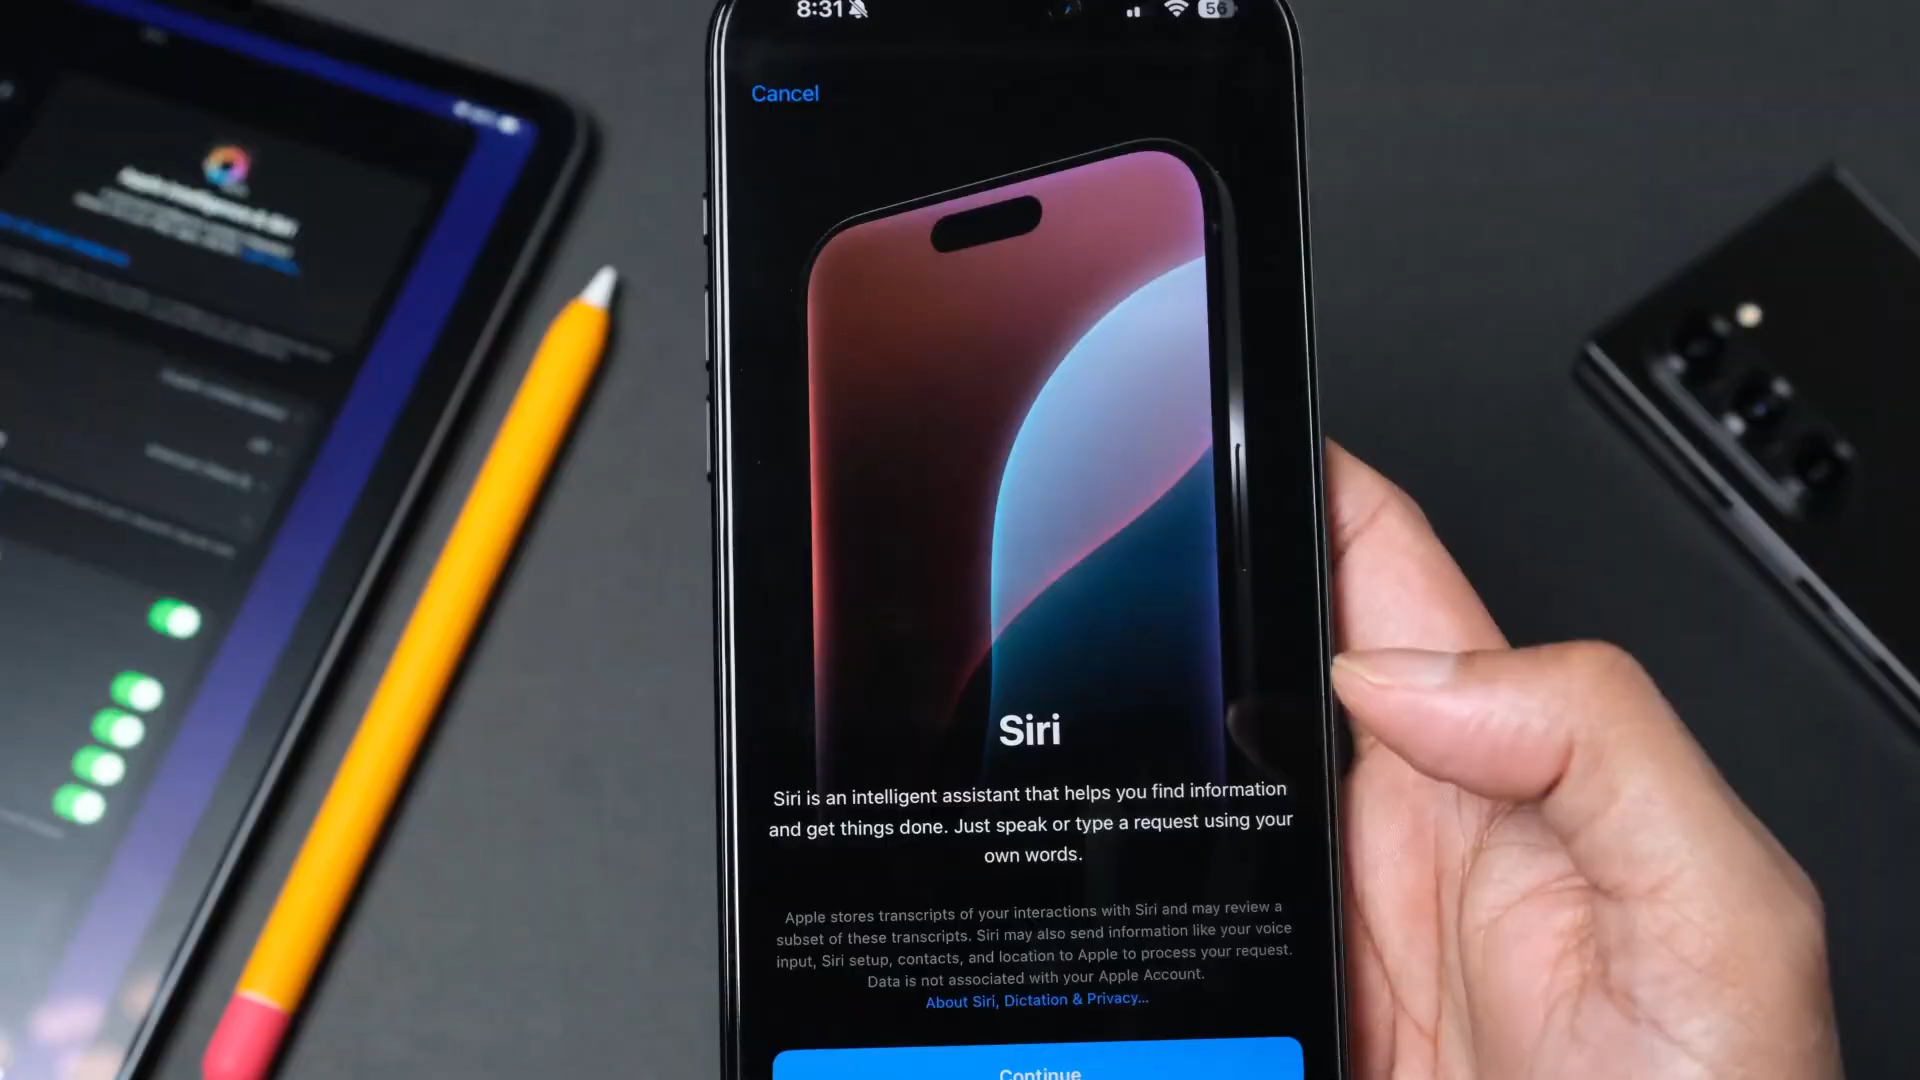 8:31
56
Cancel
Siri
Siri is an intelligent assistant that helps you find information
and get things done. Just speak or type a request using your
own words.
Apple stores transcripts of your interactions with Siri and may review a
subset of these transcripts. Siri may also send information like your voice
input, Siri setup, contacts, and location to Apple to process your request.
Data is not associated with your Apple Account.
About Siri, Dictation & Privacy...
Continue